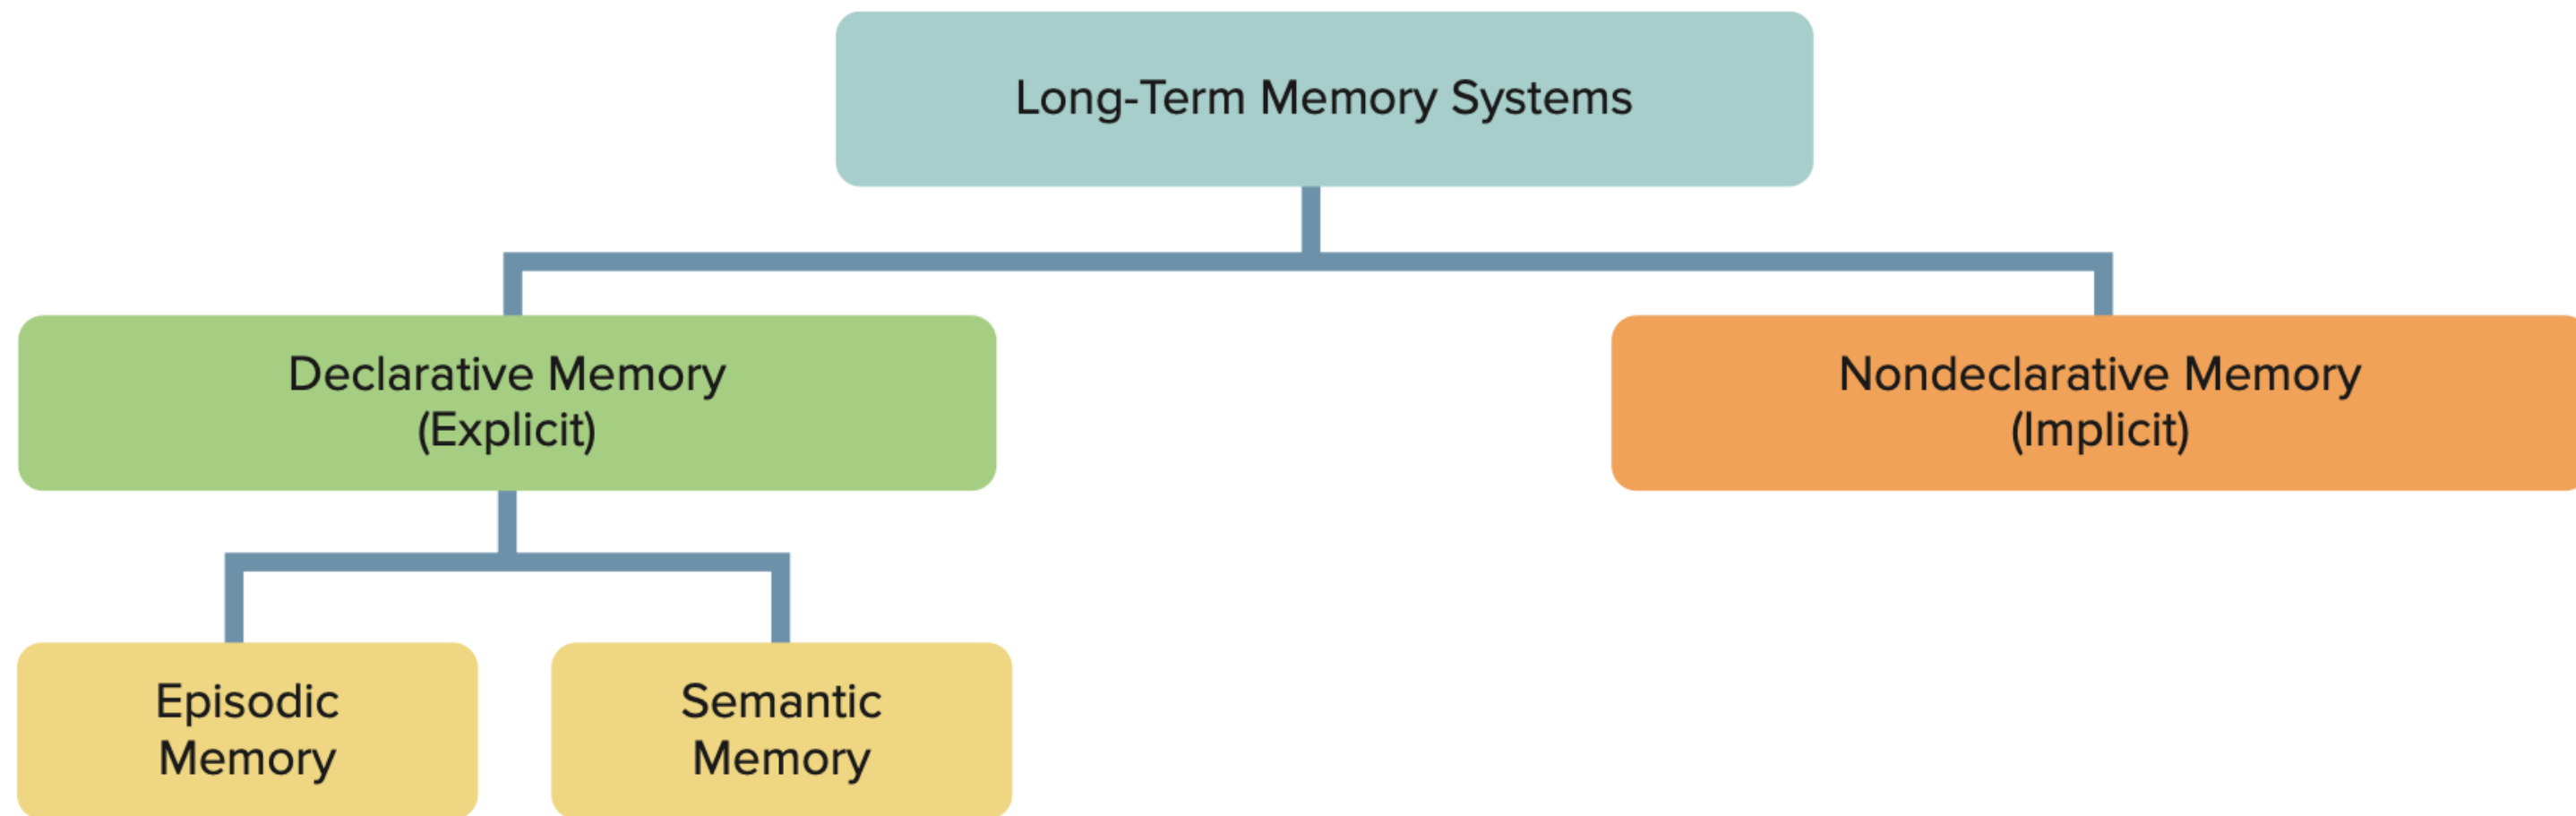 Long-Term Memory Systems
Declarative Memory
(Explicit)
Nondeclarative Memory
(Implicit)
Episodic
Memory
Semantic
Memory